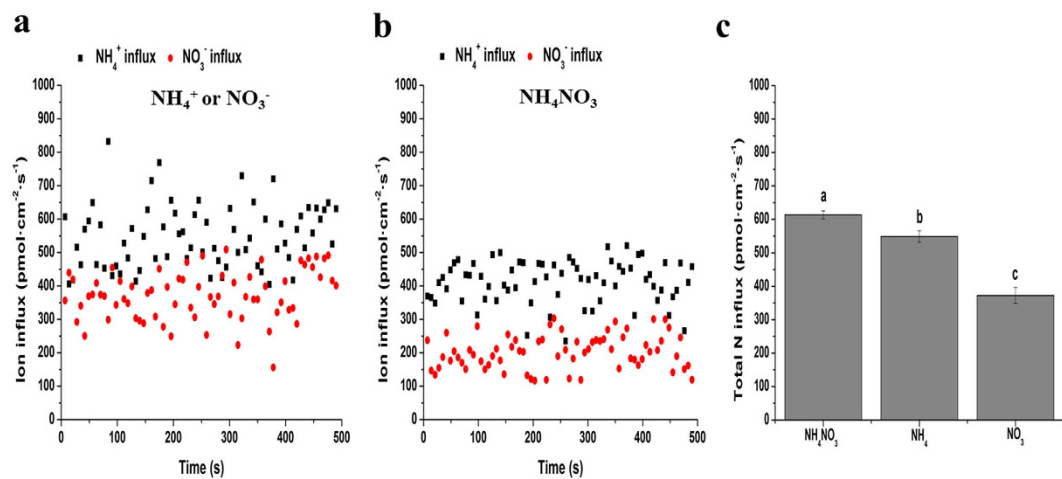 a
NH₄⁺ influx NO₃⁻ influx
NH₄⁺ or NO₃⁻
Ion influx (pmol·cm⁻²·s⁻¹)
1000
900
800
700
600
500
400
300
200
100
0
0 100 200 300 400 500
Time (s)
b
NH₄⁺ influx NO₃⁻ influx
NH₄NO₃
Ion influx (pmol·cm⁻²·s⁻¹)
1000
900
800
700
600
500
400
300
200
100
0
0 100 200 300 400 500
Time (s)
c
Total N influx (pmol·cm⁻²·s⁻¹)
1000
900
800
700
600
500
400
300
200
100
0
a
b
c
NH₄NO₃ NH₄ NO₃